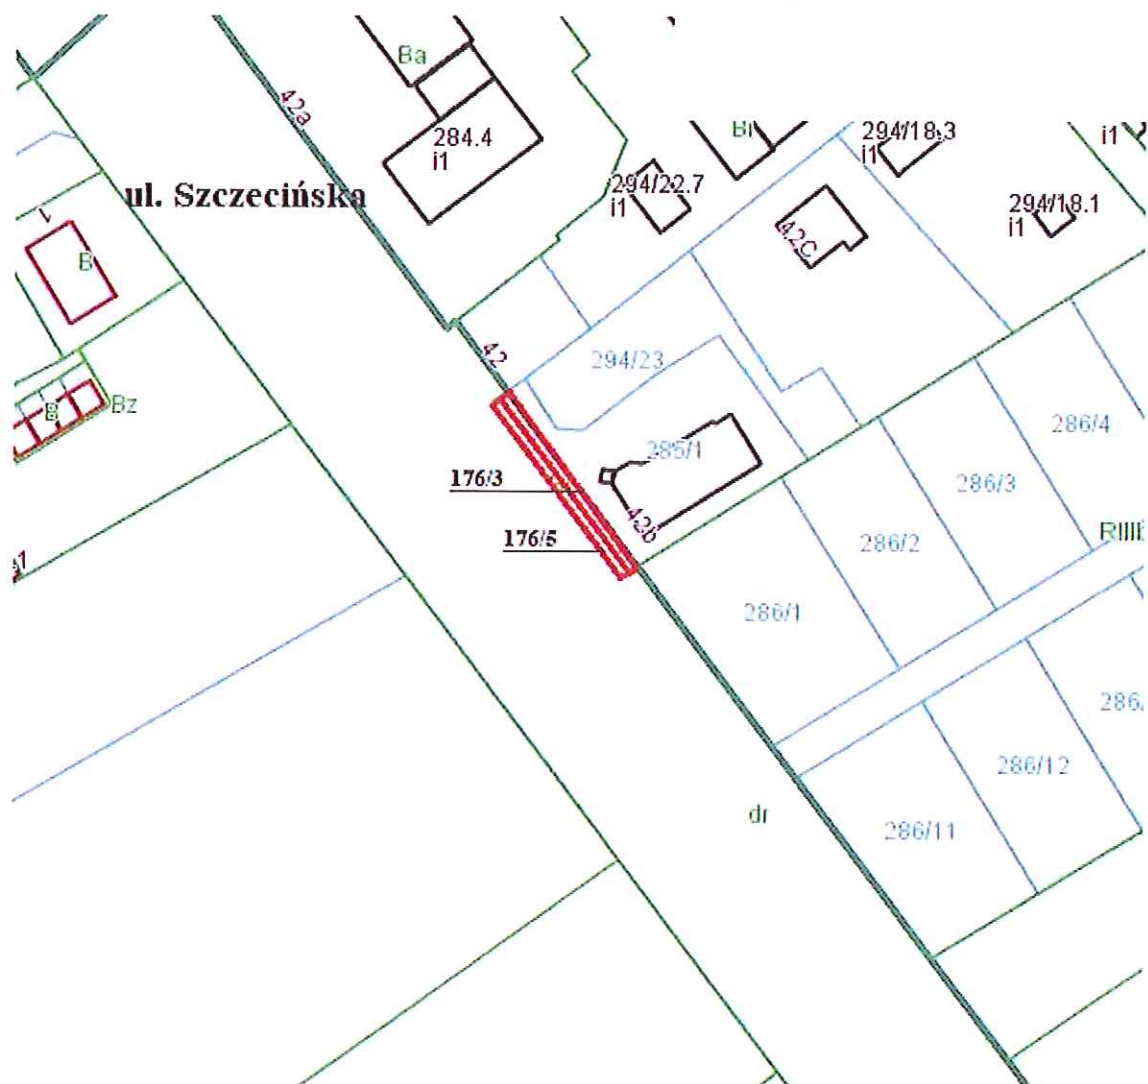 Ba
42a
284.4
i1
Bi
294/18.3
i1
i1
ul. Szczecińska
294/22.7
i1
294/18.1
i1
42C
B
42
294/23
B
Bz
285/1
286/4
176/3
286/3
42b
176/5
286/2
286/1
286/12
dr
286/11